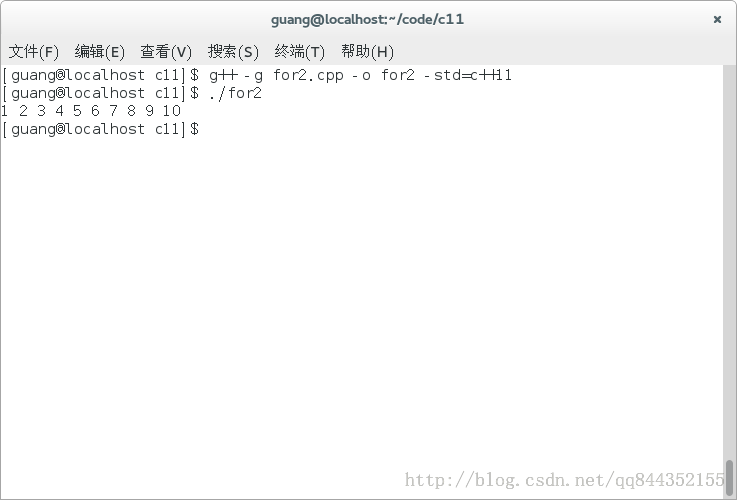 guang@localhost:~/code/c11
文件(F) 编辑(E) 查看(V) 搜索(S) 终端(T) 帮助(H)
[guang@localhost c11]$ g++ -g for2.cpp -o for2 -std=c++11
[guang@localhost c11]$ ./for2
1 2 3 4 5 6 7 8 9 10
[guang@localhost c11]$
http://blog.csdn.net/qq844352155